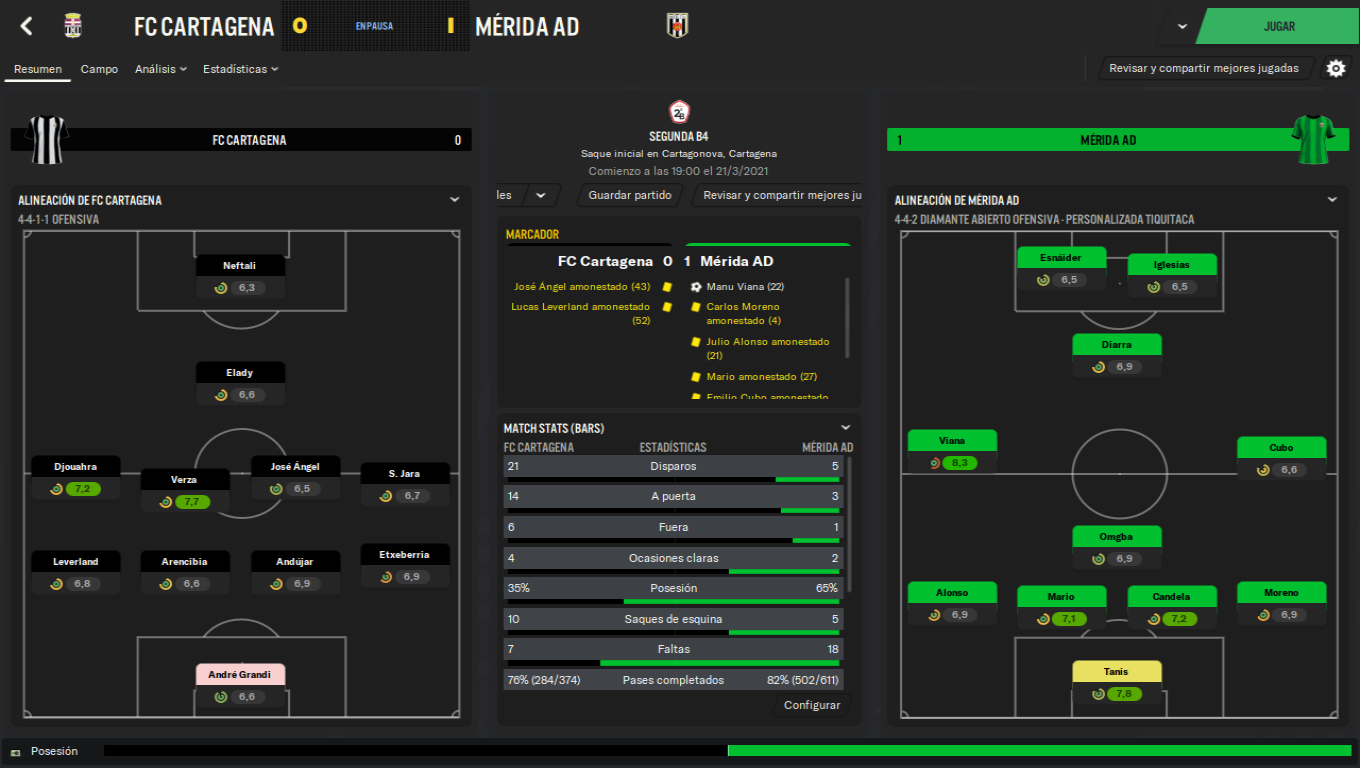 FC CARTAGENA
0
EN PAUSA
1
MÉRIDA AD
JUGAR
Resumen
Campo
Análisis
Estadísticas
Revisar y compartir mejores jugadas
FC CARTAGENA
0
ALINEACIÓN DE FC CARTAGENA
4-4-1-1 OFENSIVA
Neftali
6,3
Elady
6,6
Djouahra
7,2
Verza
7,7
José Ángel
6,5
S. Jara
6,7
Leverland
6,8
Arencibia
6,6
Andújar
6,9
Etxeberria
6,9
André Grandi
6,6
2ªB
SEGUNDA B4
Saque inicial en Cartagonova, Cartagena
Comienzo a las 19:00 el 21/3/2021
les
Guardar partido
Revisar y compartir mejores ju
MARCADOR
FC Cartagena 0 1 Mérida AD
José Ángel amonestado (43)
Lucas Leverland amonestado
(52)
Manu Viana (22)
Carlos Moreno
amonestado (4)
Julio Alonso amonestado
(21)
Mario amonestado (27)
Emilio Cubo amonestado
MATCH STATS (BARS)
FC CARTAGENA ESTADÍSTICAS MÉRIDA AD
21 Disparos 5
14 A puerta 3
6 Fuera 1
4 Ocasiones claras 2
35% Posesión 65%
10 Saques de esquina 5
7 Faltas 18
76% (284/374) Pases completados 82% (502/611)
Configurar
1
MÉRIDA AD
ALINEACIÓN DE MÉRIDA AD
4-4-2 DIAMANTE ABIERTO OFENSIVA - PERSONALIZADA TIQUITACA
Esnáider
6,5
Iglesias
6,5
Diarra
6,9
Viana
8,3
Cubo
6,6
Omgba
6,9
Alonso
6,9
Mario
7,1
Candela
7,2
Moreno
6,9
Tanis
7,8
Posesión